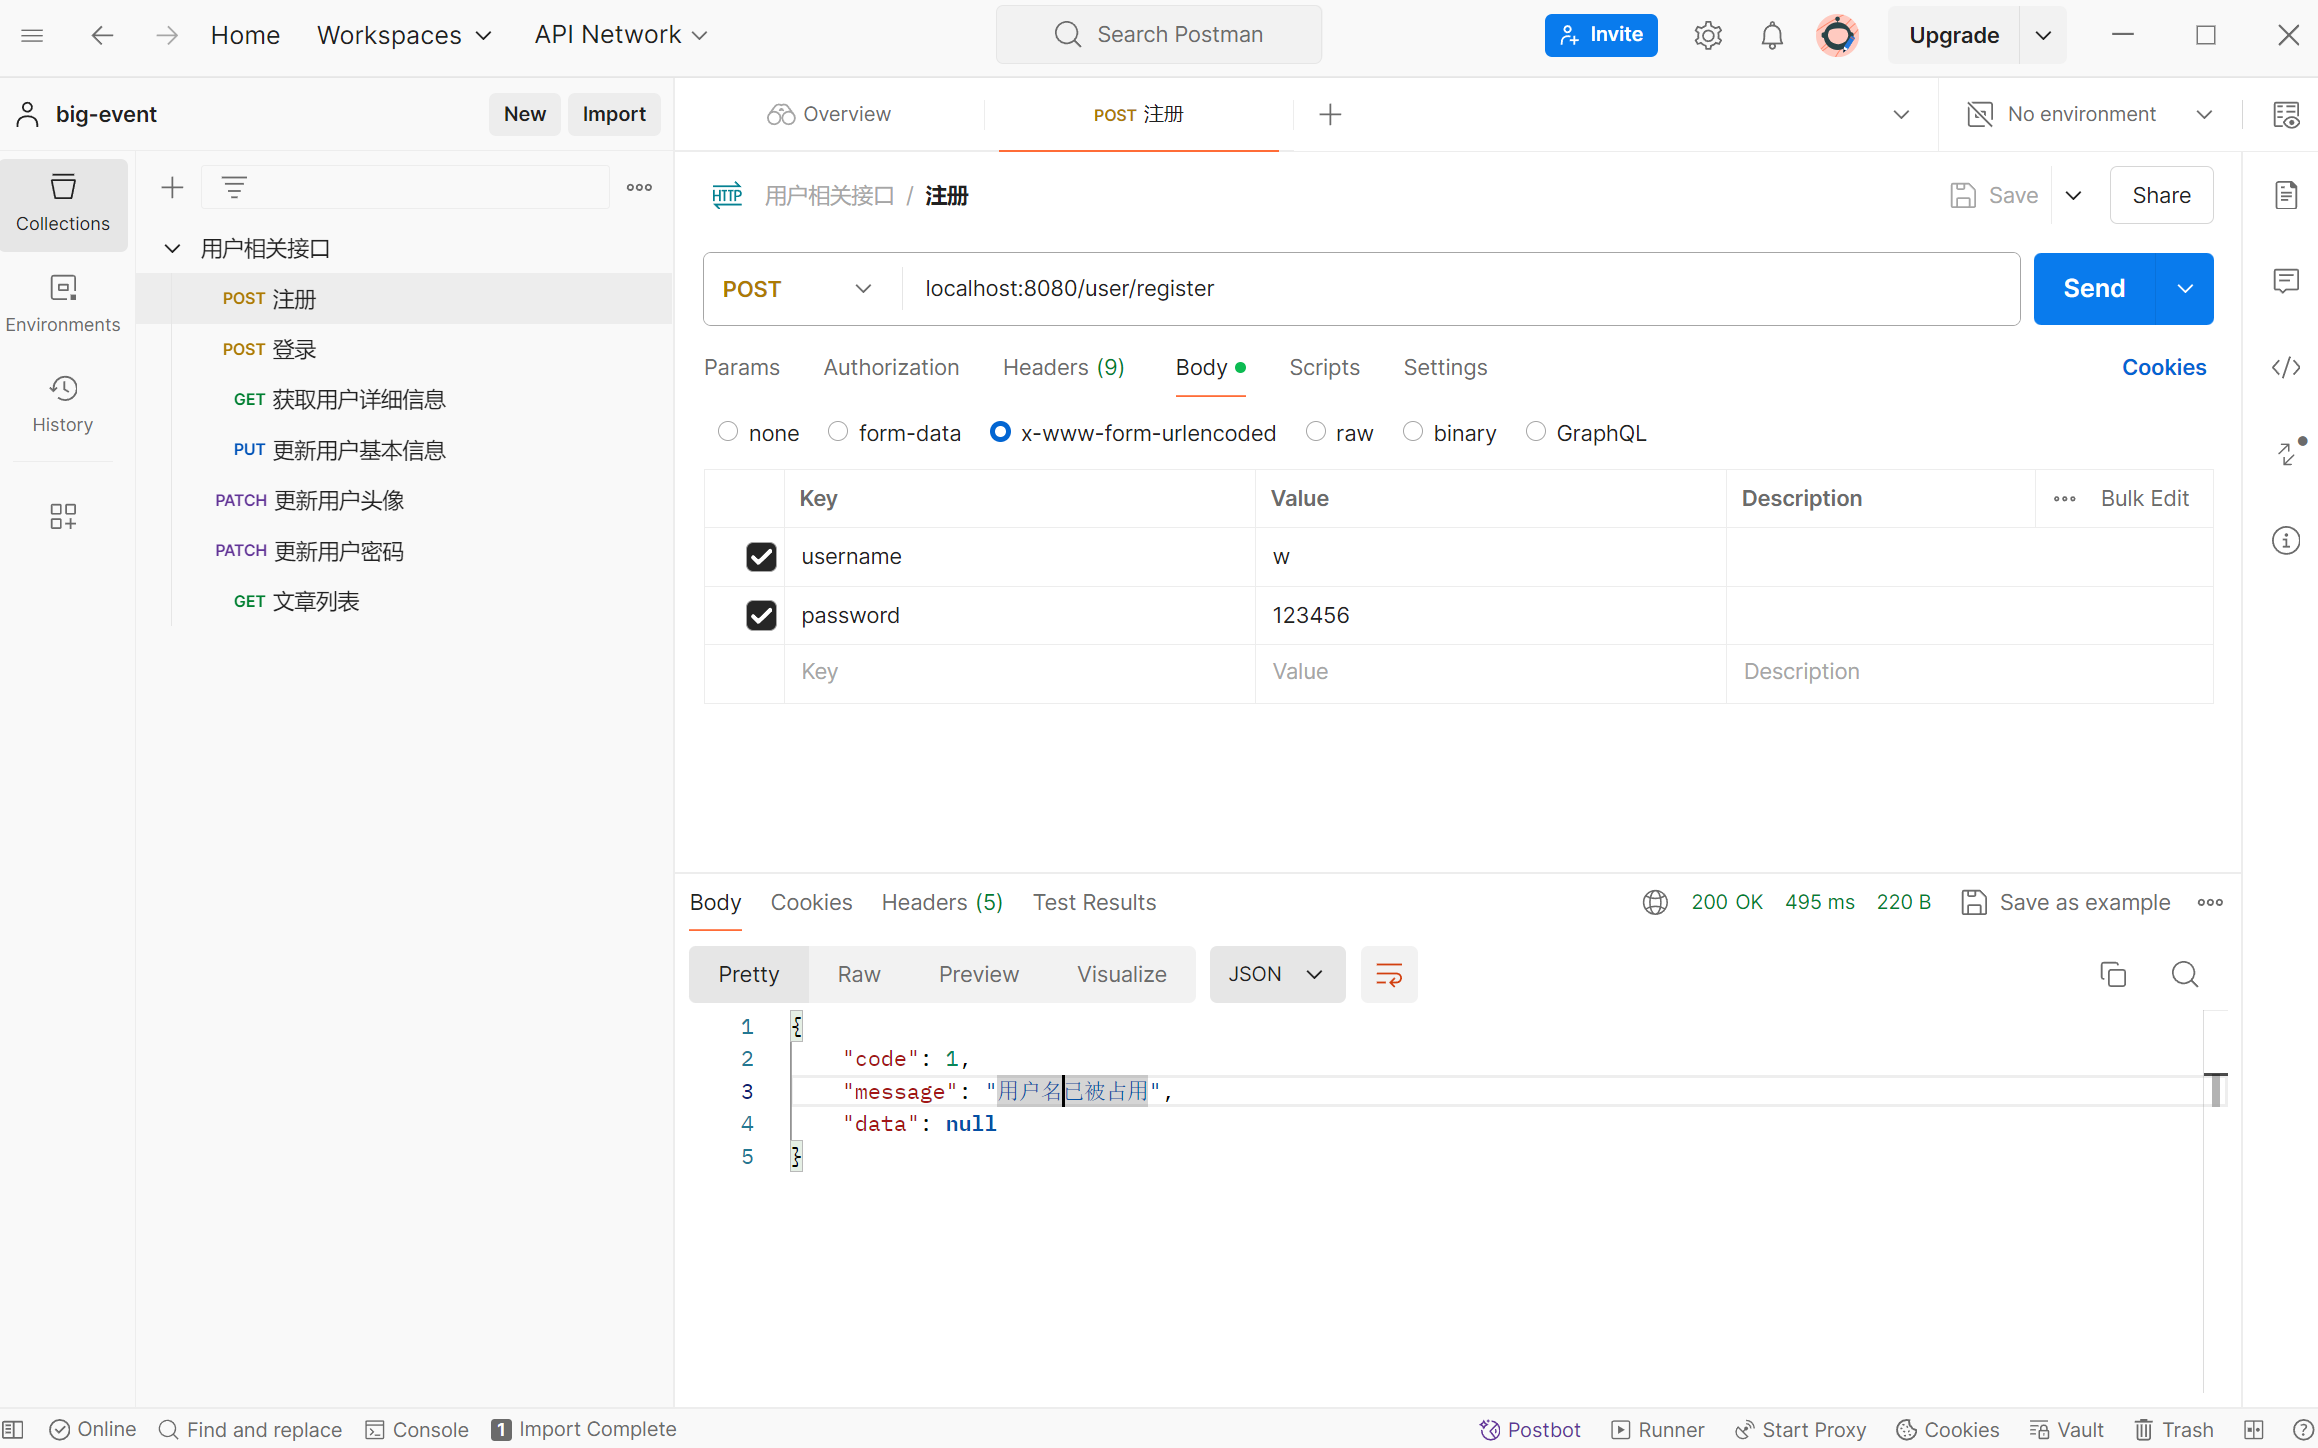 Home Workspaces API Network Search Postman Invite Upgrade
big-event New Import
Overview POST 注册 No environment
Collections
Environments
History
用户相关接口
POST 注册
POST 登录
GET 获取用户详细信息
PUT 更新用户基本信息
PATCH 更新用户头像
PATCH 更新用户密码
GET 文章列表
HTTP 用户相关接口 / 注册 Save Share
POST localhost:8080/user/register Send
Params Authorization Headers (9) Body Scripts Settings Cookies
none form-data x-www-form-urlencoded raw binary GraphQL
Key Value Description Bulk Edit
username w
password 123456
Key Value Description
Body Cookies Headers (5) Test Results 200 OK 495 ms 220 B Save as example
Pretty Raw Preview Visualize JSON
1 {
2 "code": 1,
3 "message": "用户名已被占用",
4 "data": null
5 }
Online Find and replace Console 1 Import Complete Postbot Runner Start Proxy Cookies Vault Trash